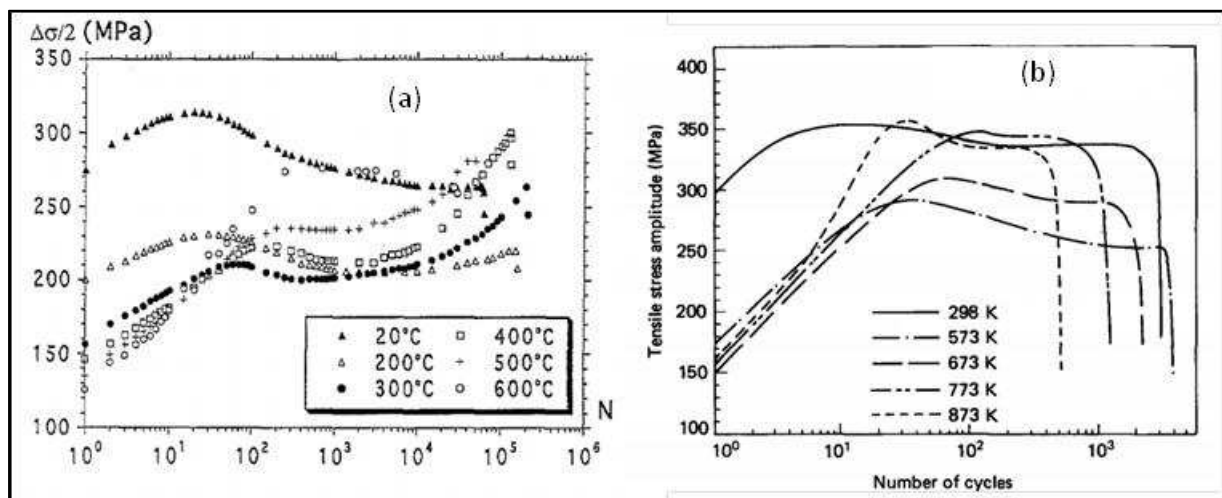 Δσ/2 (MPa)
350
300
250
200
150
100
(a)
▲ 20°C □ 400°C
△ 200°C + 500°C
● 300°C ○ 600°C
N
10⁰ 10¹ 10² 10³ 10⁴ 10⁵ 10⁶
Tensile stress amplitude (MPa)
400
350
300
250
200
150
100
(b)
298 K
573 K
673 K
773 K
873 K
10⁰ 10¹ 10² 10³
Number of cycles